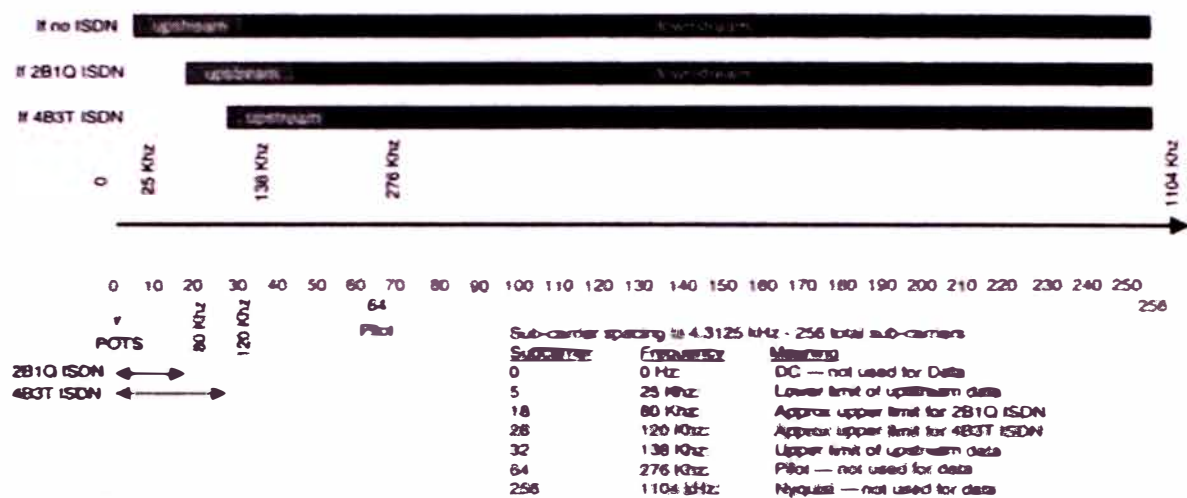 If no ISDN upstream downstream
If 2B1Q ISDN upstream downstream
If 4B3T ISDN upstream
0 25 Khz 138 Khz 276 Khz 1104 Khz
0 10 20 30 40 50 60 70 80 90 100 110 120 130 140 150 160 170 180 190 200 210 220 230 240 250
64 256
POTS 80 Khz 120 Khz Pilot
2B1Q ISDN
4B3T ISDN
Sub-carrier spacing is 4.3125 kHz - 256 total sub-carriers
Subcarrier Frequency Meaning
0 0 Hz DC — not used for Data
5 25 Khz Lower limit of upstream data
18 80 Khz Approx upper limit for 2B1Q ISDN
28 120 Khz Approx upper limit for 4B3T ISDN
32 138 Khz Upper limit of upstream data
64 276 Khz Pilot — not used for data
256 1104 kHz Nyquist — not used for data